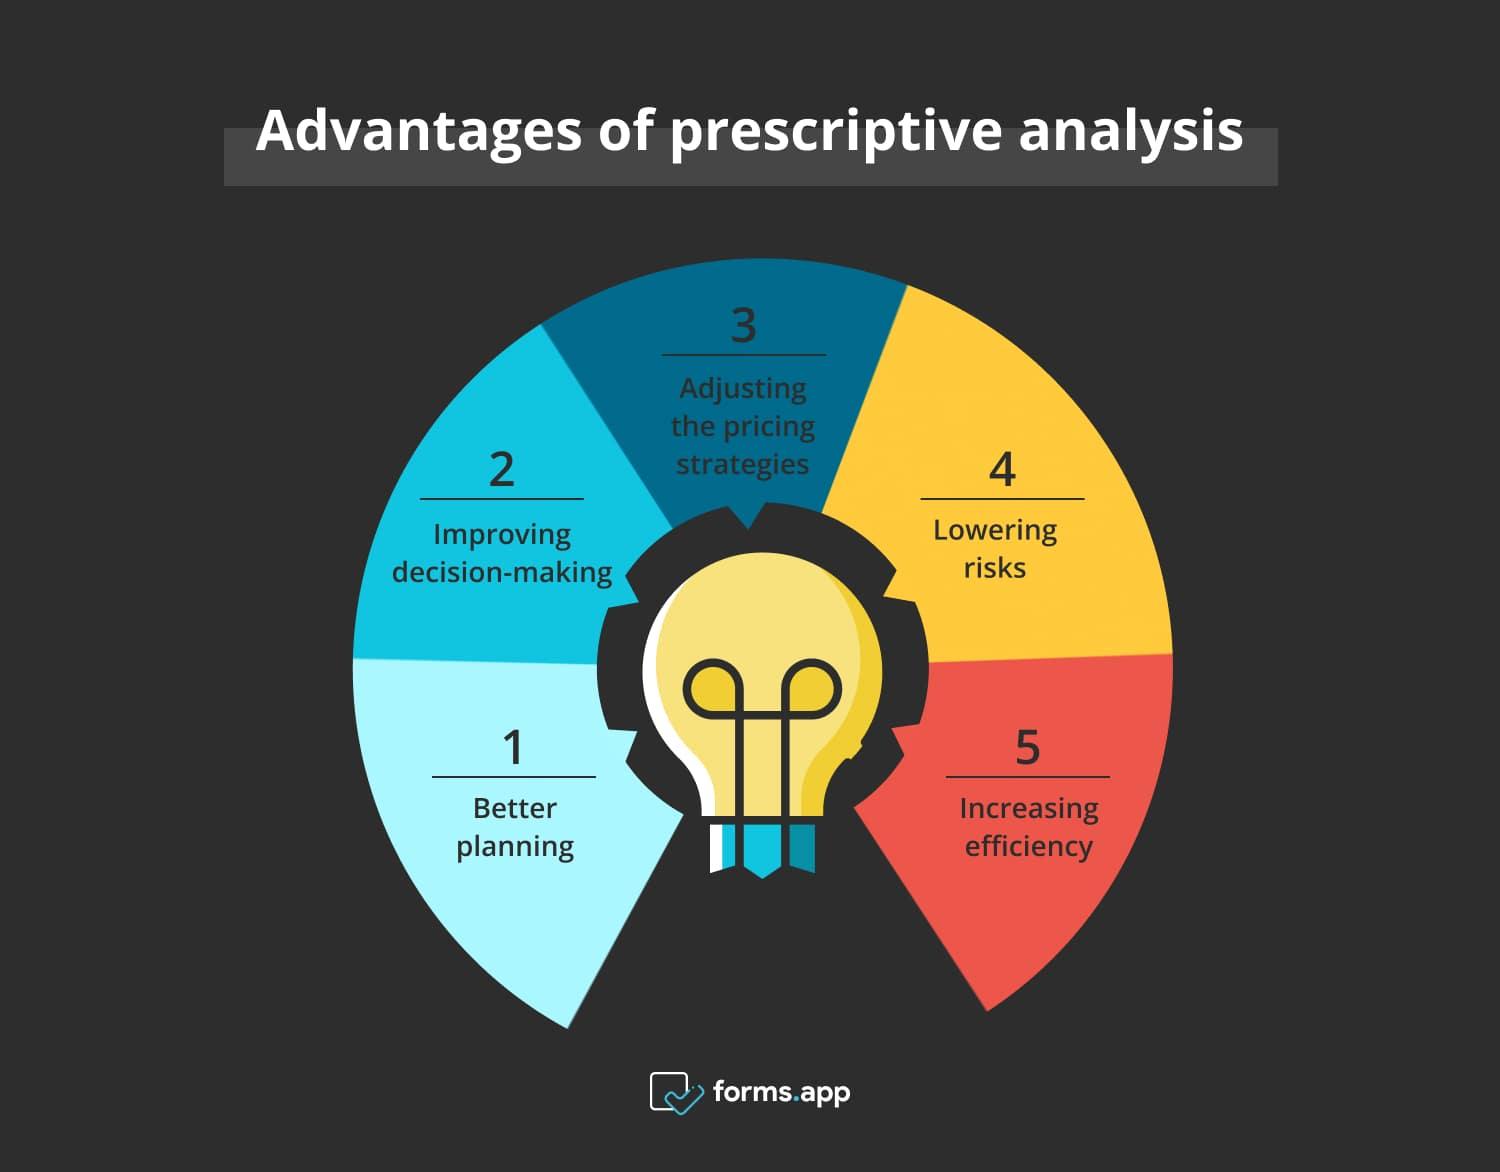 Advantages of prescriptive analysis
1
Better
planning
2
Improving
decision-making
3
Adjusting
the pricing
strategies
4
Lowering
risks
5
Increasing
efficiency
forms.app